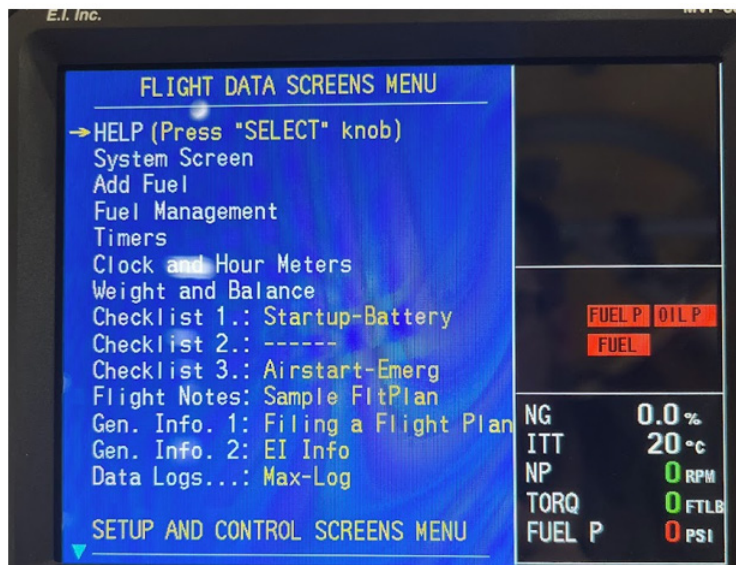 E.I. Inc.
FLIGHT DATA SCREENS MENU
➔HELP (Press "SELECT" knob)
System Screen
Add Fuel
Fuel Management
Timers
Clock and Hour Meters
Weight and Balance
Checklist 1.: Startup-Battery
Checklist 2.: ------
Checklist 3.: Airstart-Emerg
Flight Notes: Sample FltPlan
Gen. Info. 1: Filing a Flight Plan
Gen. Info. 2: EI Info
Data Logs...: Max-Log
SETUP AND CONTROL SCREENS MENU
FUEL P OIL P
FUEL
NG 0.0 %
ITT 20 °C
NP 0 RPM
TORQ 0 FTLB
FUEL P 0 PSI